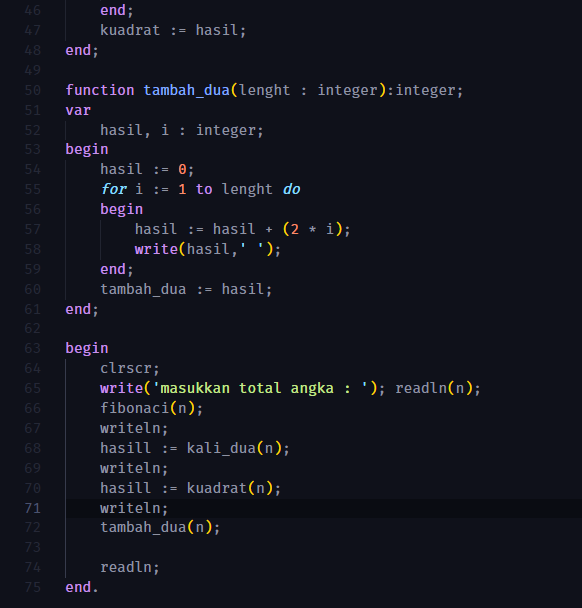 46 end;
47 kuadrat := hasil;
48 end;
49
50 function tambah_dua(lenght : integer):integer;
51 var
52 hasil, i : integer;
53 begin
54 hasil := 0;
55 for i := 1 to lenght do
56 begin
57 hasil := hasil + (2 * i);
58 write(hasil,' ');
59 end;
60 tambah_dua := hasil;
61 end;
62
63 begin
64 clrscr;
65 write('masukkan total angka : '); readln(n);
66 fibonaci(n);
67 writeln;
68 hasill := kali_dua(n);
69 writeln;
70 hasill := kuadrat(n);
71 writeln;
72 tambah_dua(n);
73
74 readln;
75 end.